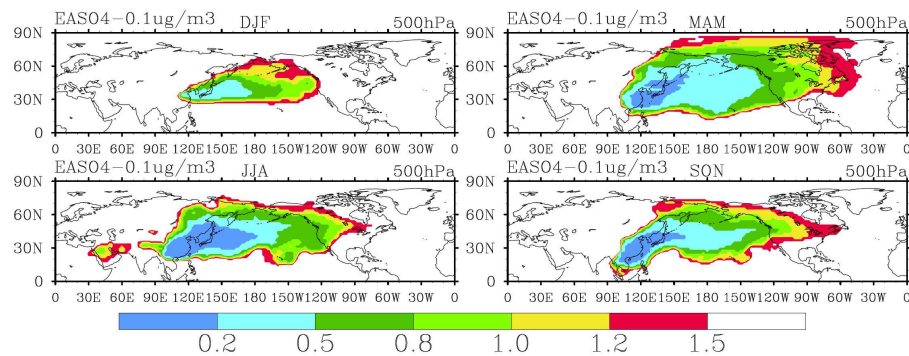 EASO4-0.1ug/m3 DJF 500hPa
90N
60N
30N
0
0 30E 60E 90E 120E 150E 180 150W 120W 90W 60W 30W 0
EASO4-0.1ug/m3 MAM 500hPa
90N
60N
30N
0
0 30E 60E 90E 120E 150E 180 150W 120W 90W 60W 30W 0
EASO4-0.1ug/m3 JJA 500hPa
90N
60N
30N
0
0 30E 60E 90E 120E 150E 180 150W 120W 90W 60W 30W 0
EASO4-0.1ug/m3 SON 500hPa
90N
60N
30N
0
0 30E 60E 90E 120E 150E 180 150W 120W 90W 60W 30W 0
0.2 0.5 0.8 1.0 1.2 1.5